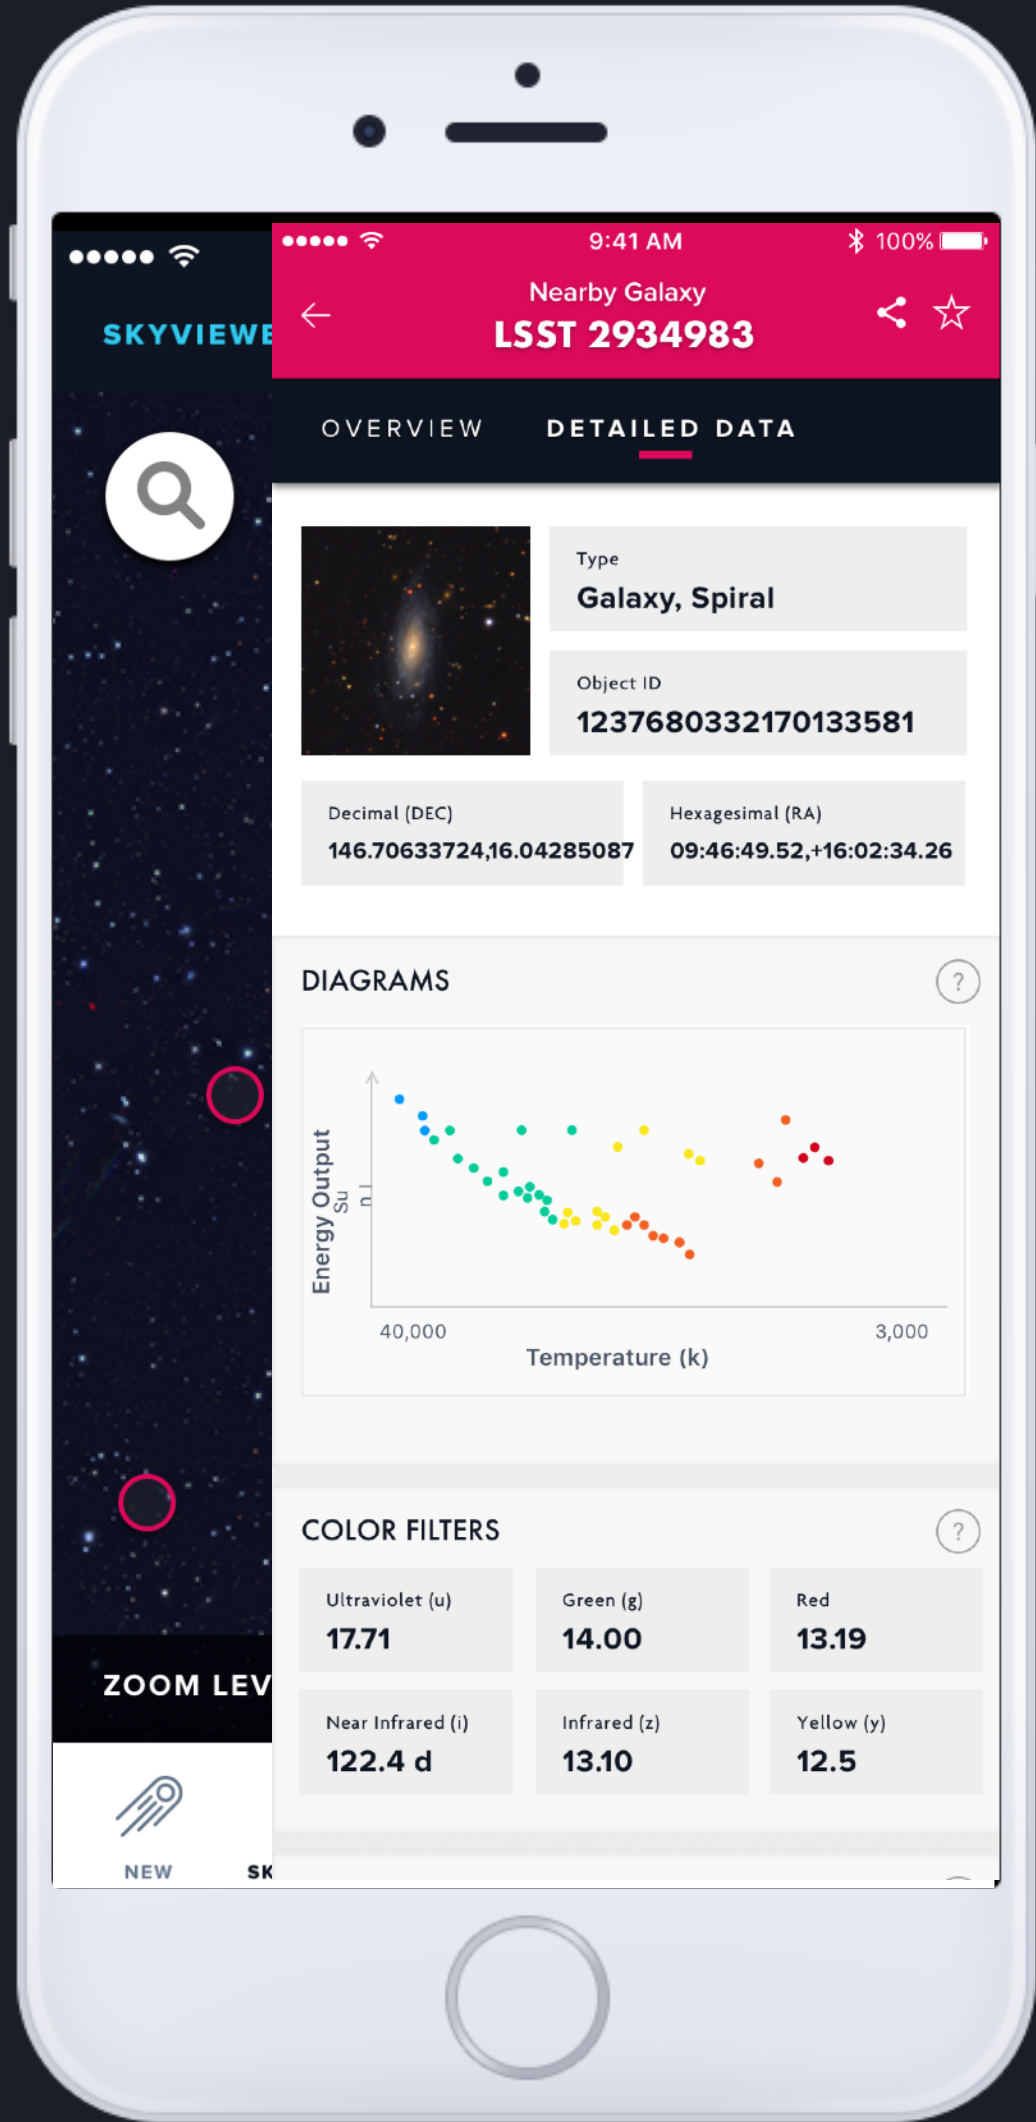 SKYVIEWE
9:41 AM
100%
Nearby Galaxy
LSST 2934983
OVERVIEW
DETAILED DATA
Type
Galaxy, Spiral
Object ID
1237680332170133581
Decimal (DEC)
146.70633724,16.04285087
Hexagesimal (RA)
09:46:49.52,+16:02:34.26
DIAGRAMS
?
Energy Output
Su
n
40,000
3,000
Temperature (k)
COLOR FILTERS
?
Ultraviolet (u)
17.71
Green (g)
14.00
Red
13.19
Near Infrared (i)
122.4 d
Infrared (z)
13.10
Yellow (y)
12.5
ZOOM LEV
NEW
SK